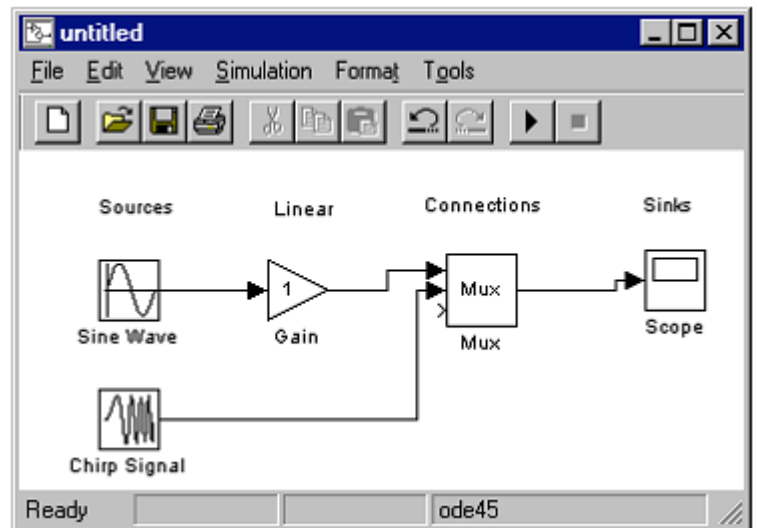 untitled
File Edit View Simulation Format Tools
Sources Linear Connections Sinks
1 Mux
Sine Wave Gain Mux Scope
Chirp Signal
Ready ode45